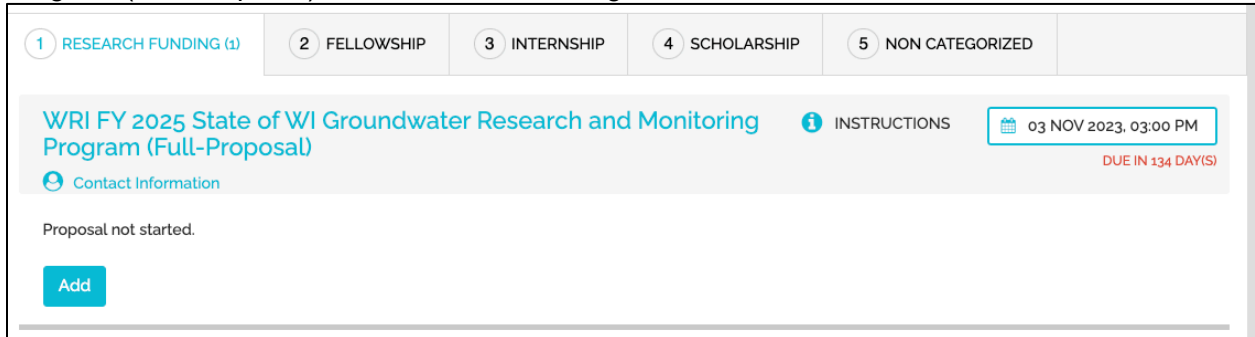 1 RESEARCH FUNDING (1) 2 FELLOWSHIP 3 INTERNSHIP 4 SCHOLARSHIP 5 NON CATEGORIZED
WRI FY 2025 State of WI Groundwater Research and Monitoring
Program (Full-Proposal)
INSTRUCTIONS
03 NOV 2023, 03:00 PM
DUE IN 134 DAY(S)
Contact Information
Proposal not started.
Add